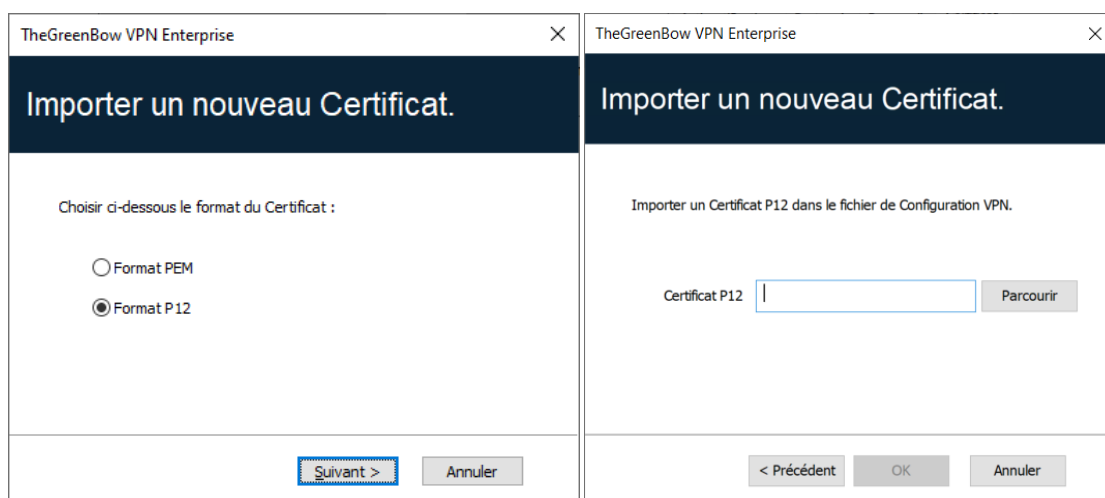 TheGreenBow VPN Enterprise
Importer un nouveau Certificat.
Choisir ci-dessous le format du Certificat :
Format PEM
Format P12
Suivant >
Annuler
TheGreenBow VPN Enterprise
Importer un nouveau Certificat.
Importer un Certificat P12 dans le fichier de Configuration VPN.
Certificat P12
Parcourir
< Précédent
OK
Annuler